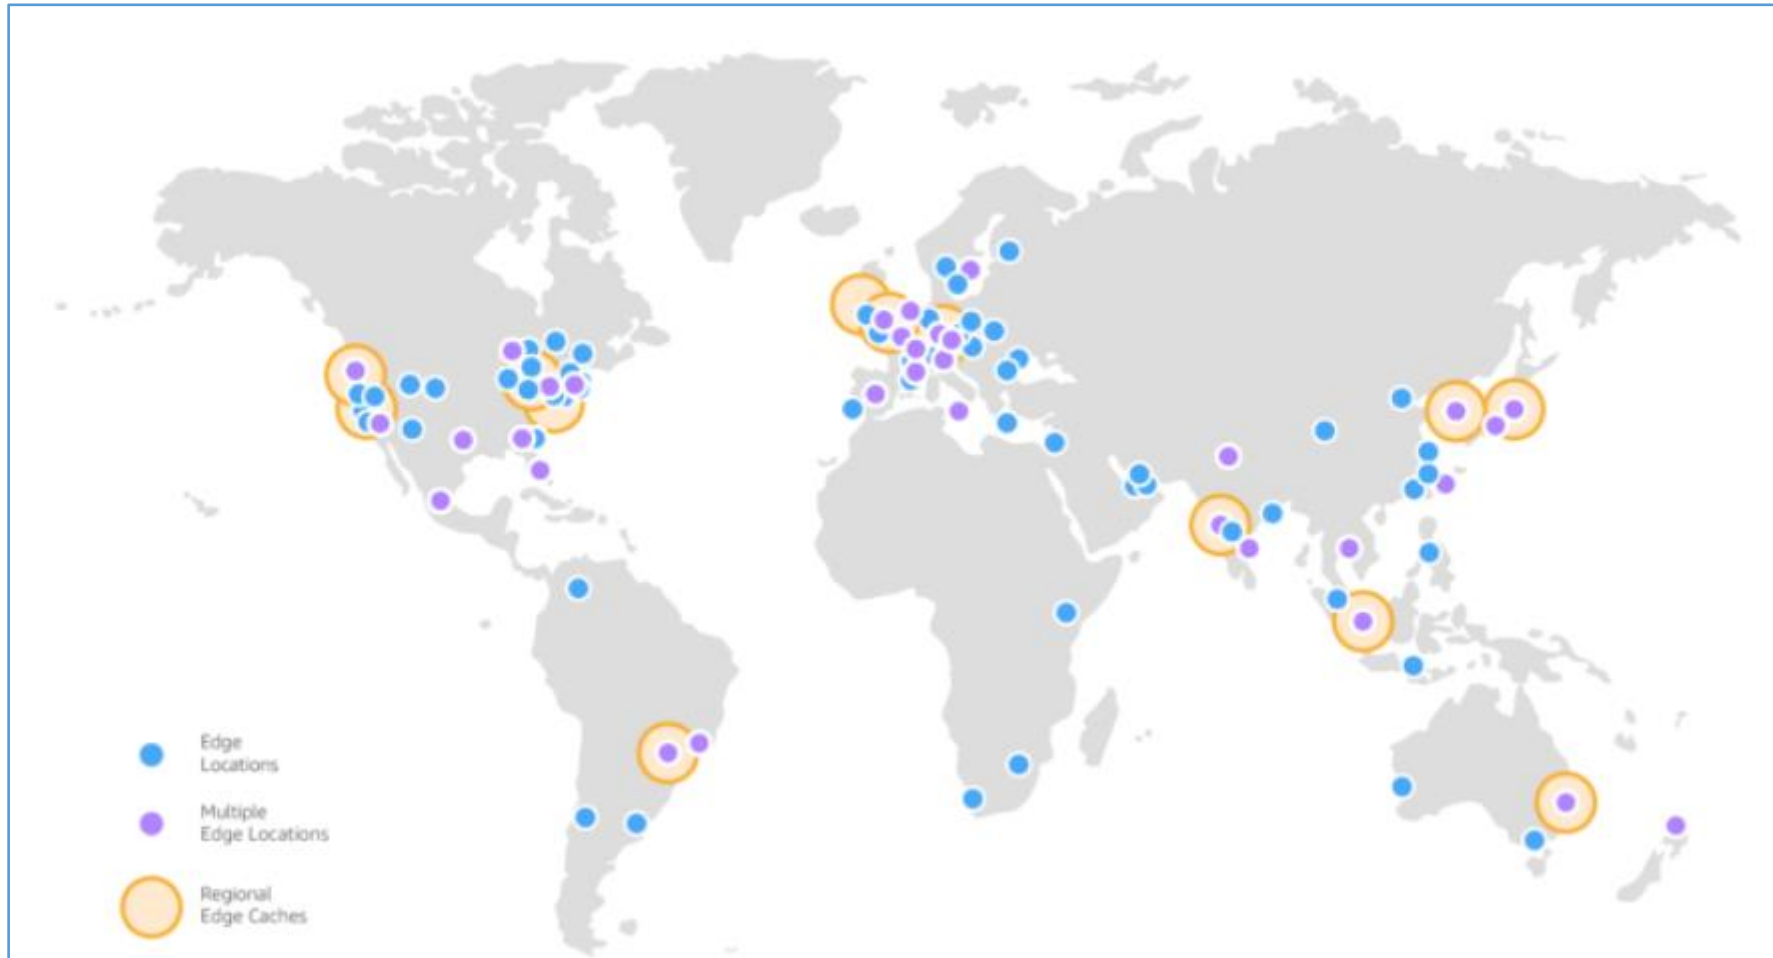 Edge
Locations
Multiple
Edge Locations
Regional
Edge Caches